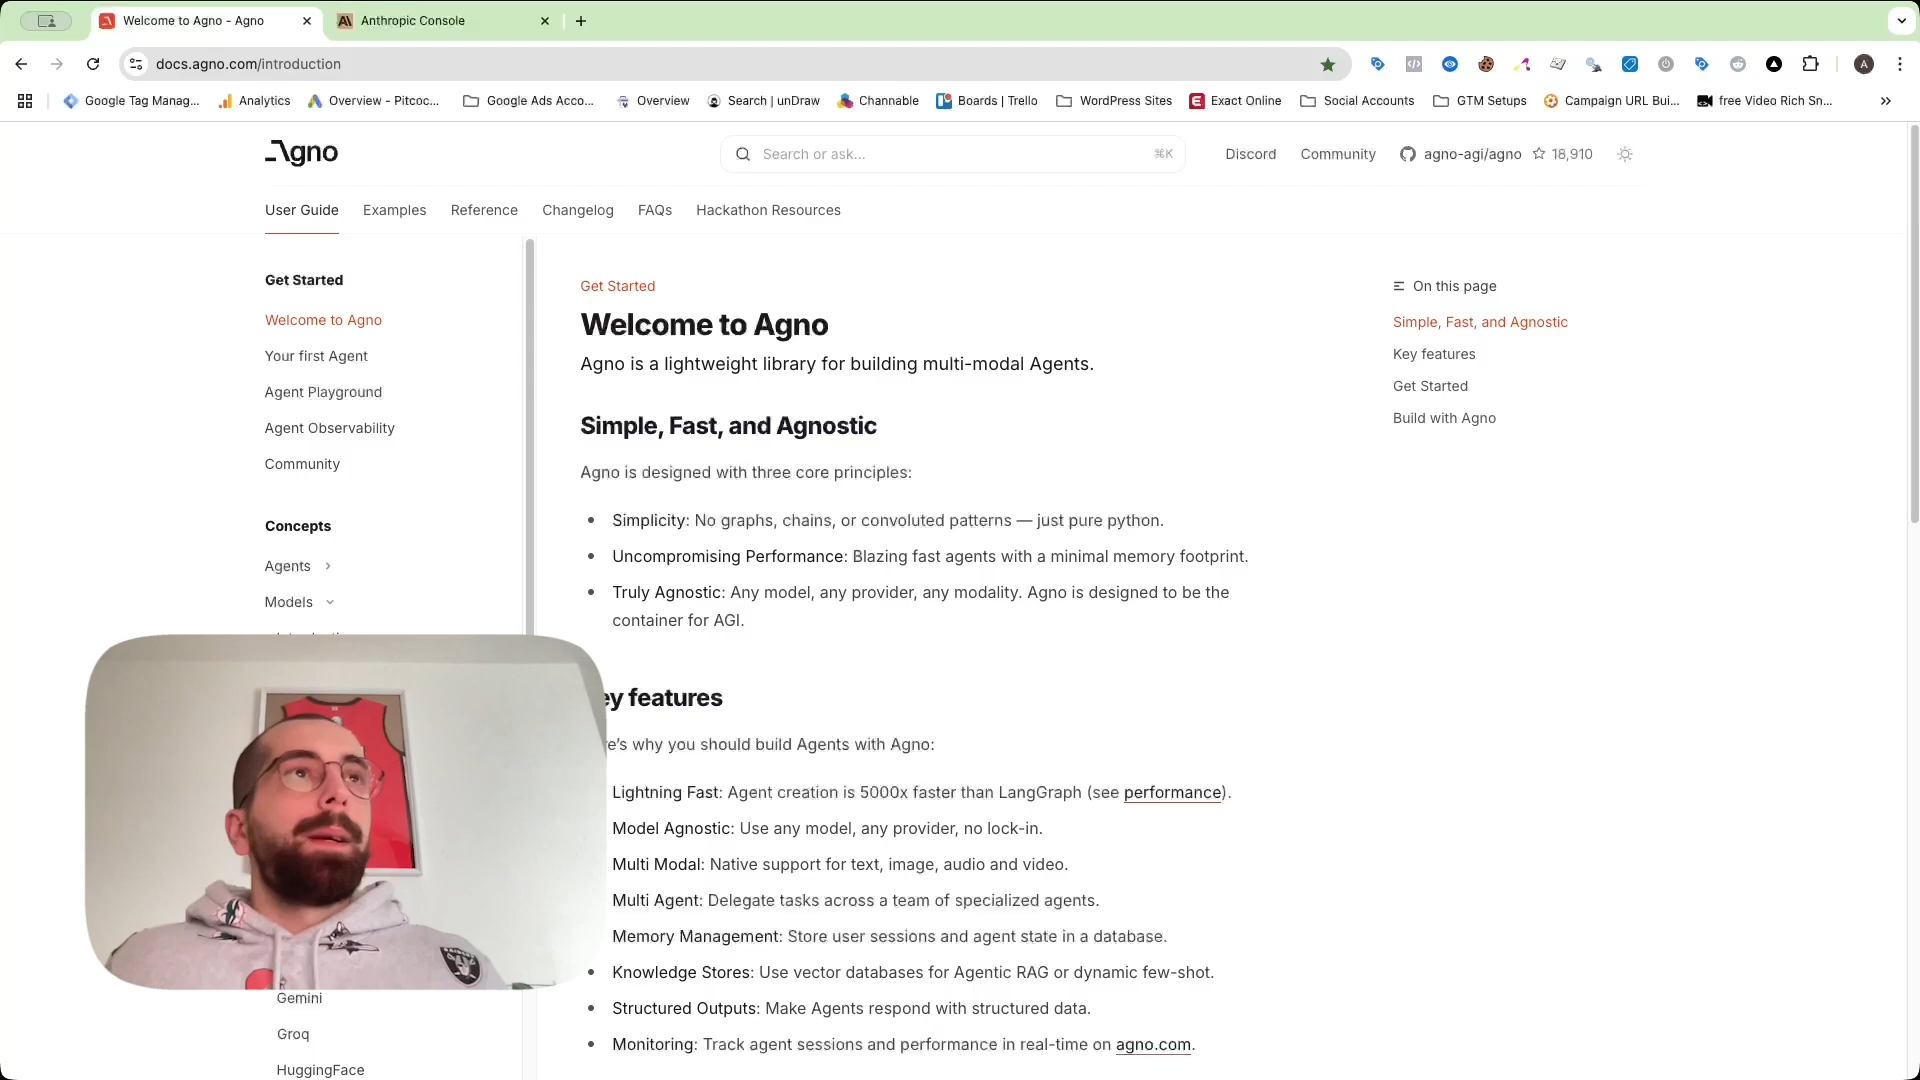 Welcome to Agno - Agno
Anthropic Console
docs.agno.com/introduction
A
Google Tag Manag...
Analytics
Overview - Pitcoc...
Google Ads Acco...
Overview
Search | unDraw
Channable
Boards | Trello
WordPress Sites
Exact Online
Social Accounts
GTM Setups
Campaign URL Bui...
free Video Rich Sn...
Agno
Search or ask...
⌘K
Discord
Community
agno-agi/agno
18,910
User Guide
Examples
Reference
Changelog
FAQs
Hackathon Resources
Get Started
Welcome to Agno
Your first Agent
Agent Playground
Agent Observability
Community
Concepts
Agents
Models
Gemini
Groq
HuggingFace
Get Started
Welcome to Agno
Agno is a lightweight library for building multi-modal Agents.
Simple, Fast, and Agnostic
Agno is designed with three core principles:
Simplicity: No graphs, chains, or convoluted patterns — just pure python.
Uncompromising Performance: Blazing fast agents with a minimal memory footprint.
Truly Agnostic: Any model, any provider, any modality. Agno is designed to be the
container for AGI.
ey features
e's why you should build Agents with Agno:
Lightning Fast: Agent creation is 5000x faster than LangGraph (see performance).
Model Agnostic: Use any model, any provider, no lock-in.
Multi Modal: Native support for text, image, audio and video.
Multi Agent: Delegate tasks across a team of specialized agents.
Memory Management: Store user sessions and agent state in a database.
Knowledge Stores: Use vector databases for Agentic RAG or dynamic few-shot.
Structured Outputs: Make Agents respond with structured data.
Monitoring: Track agent sessions and performance in real-time on agno.com.
On this page
Simple, Fast, and Agnostic
Key features
Get Started
Build with Agno